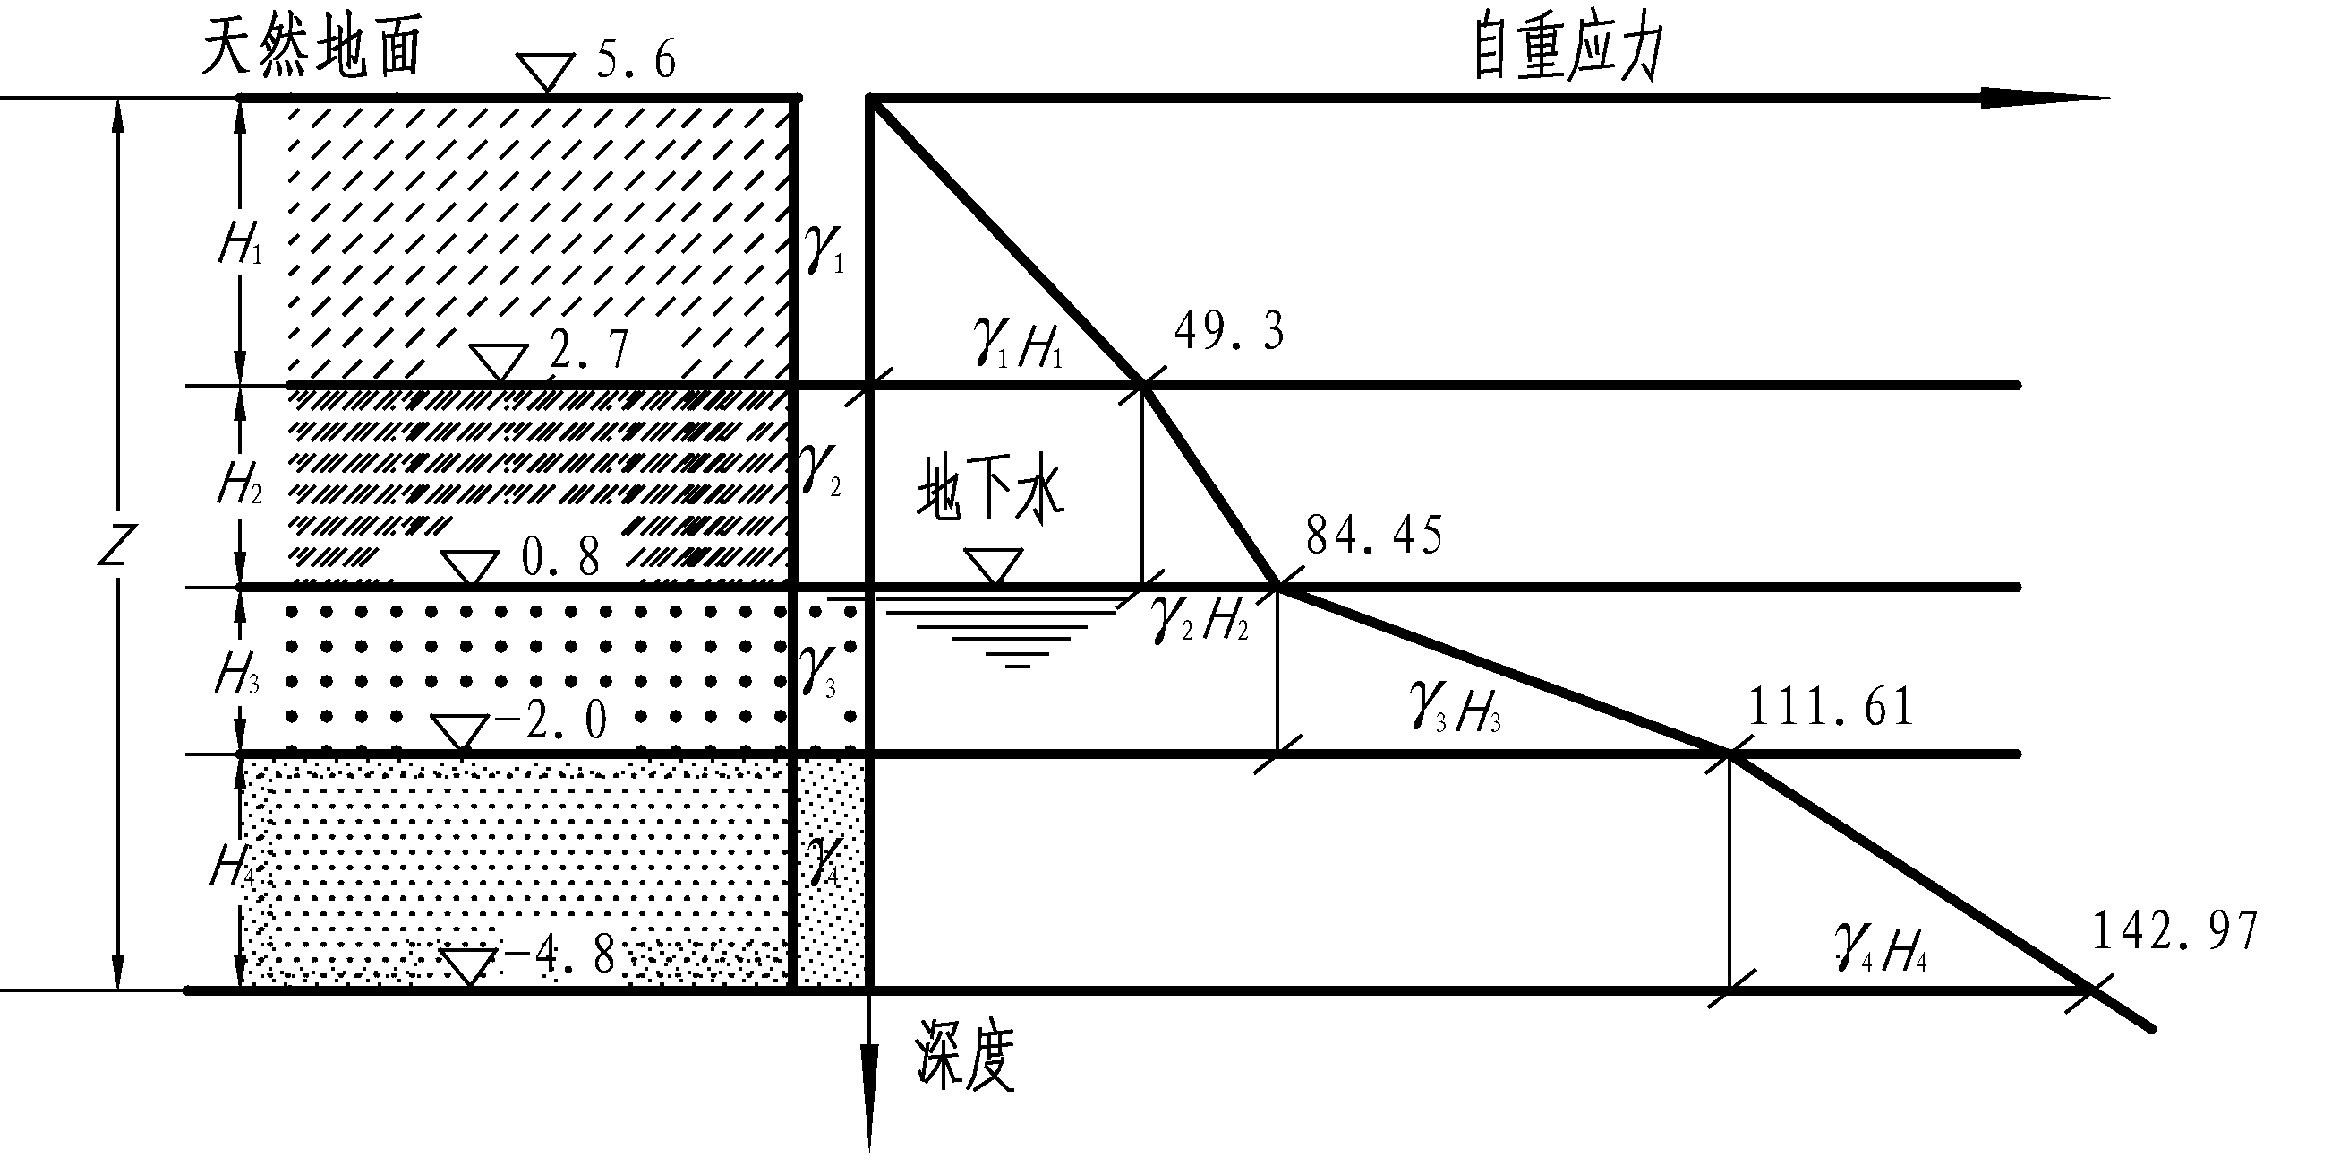 天然地面
5.6
自重应力
H1
γ1
2.7
γ1H1
49.3
H2
γ2
地下水
Z
0.8
84.45
γ2H2
H3
γ3
-2.0
γ3H3
111.61
H4
γ4
-4.8
γ4H4
142.97
深度